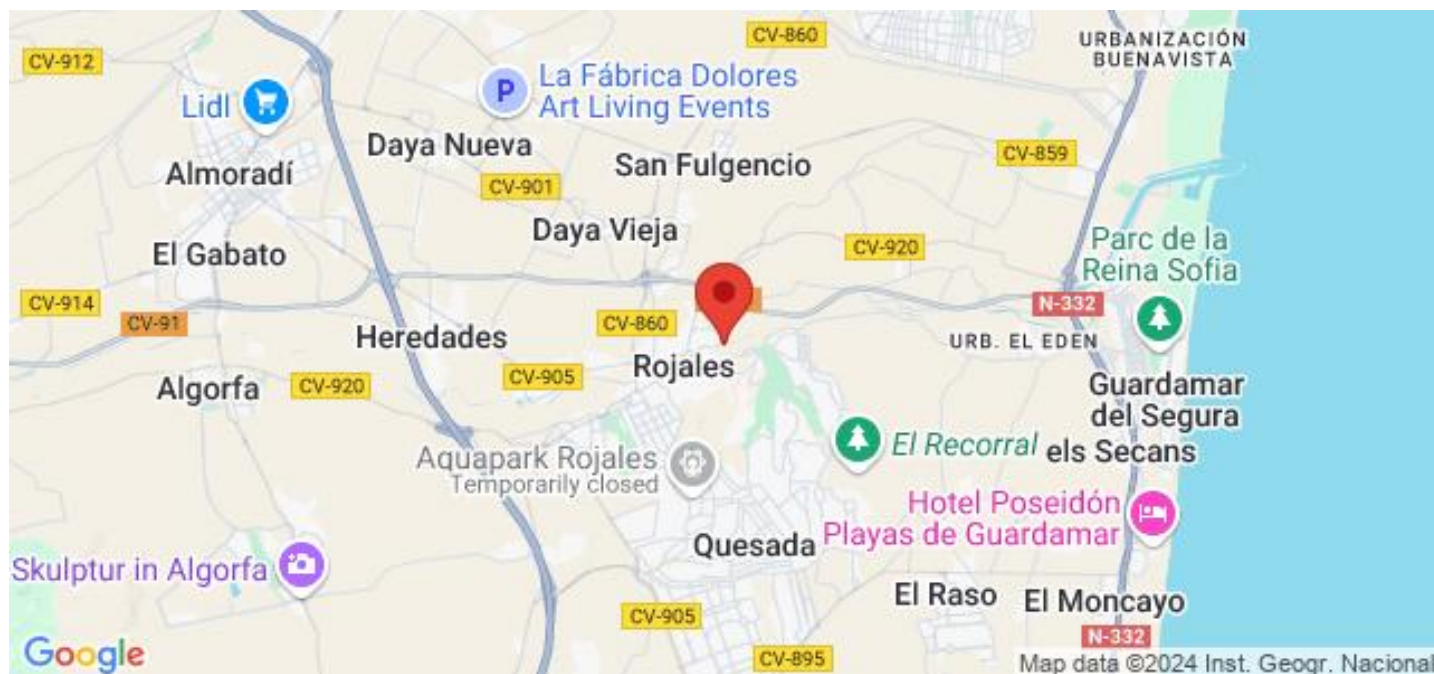 CV-860
URBANIZACIÓN
BUENAVISTA
CV-912
La Fábrica Dolores
Art Living Events
P
Lidl
Daya Nueva
San Fulgencio
CV-859
Almoradí
CV-901
Daya Vieja
El Gabato
CV-920
Parc de la
Reina Sofia
CV-914
CV-91
CV-860
N-332
Heredades
URB. EL EDEN
Rojales
CV-905
Algorfa
CV-920
Guardamar
del Segura
El Recorral
els Secans
Aquapark Rojales
Temporarily closed
Hotel Poseidón
Playas de Guardamar
Quesada
Skulptur in Algorfa
El Raso
El Moncayo
CV-905
N-332
CV-895
Google
Map data ©2024 Inst. Geogr. Nacional